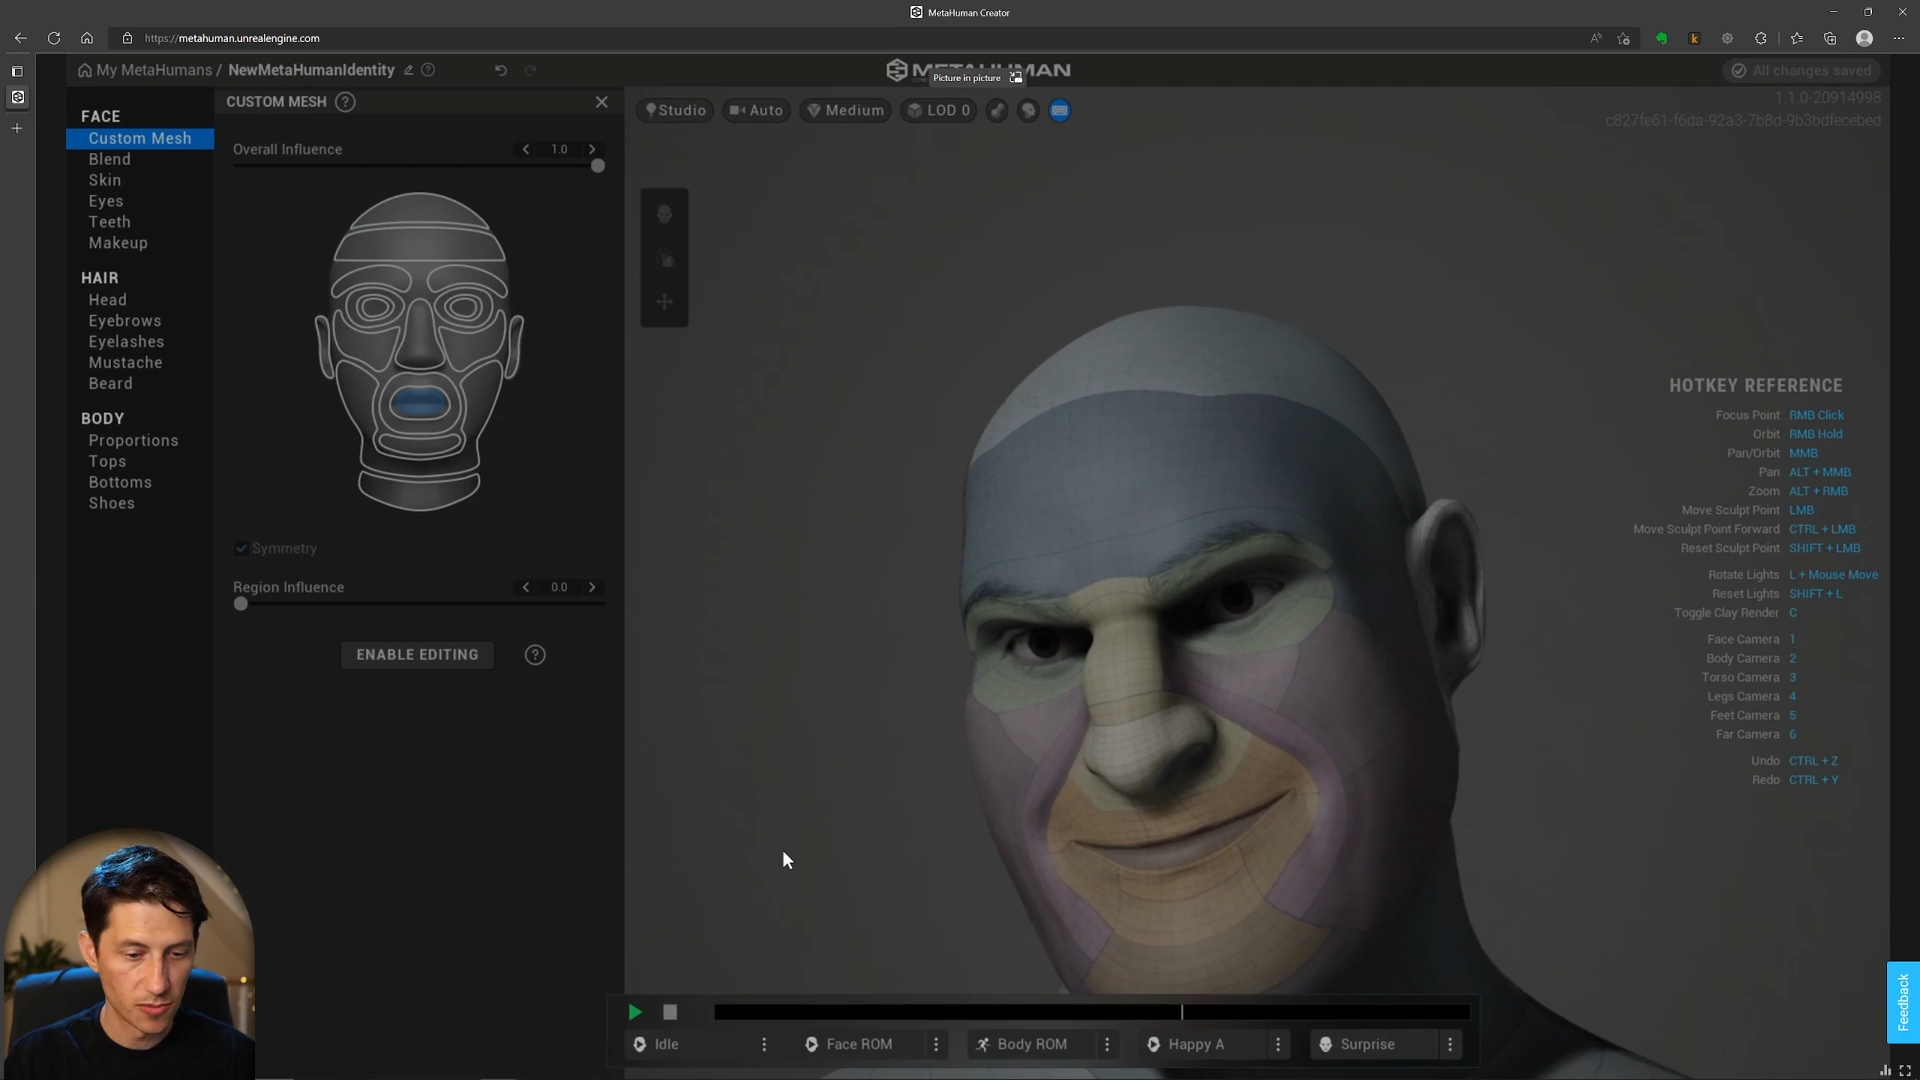 MetaHuman Creator
https://metahuman.unrealengine.com
My MetaHumans / NewMetaHumanIdentity
METAHUMAN
Picture in picture
All changes saved
1.1.0-20914998
c827fe61-f6da-92a3-7b8d-9b3bdfecebed
FACE
Custom Mesh
Blend
Skin
Eyes
Teeth
Makeup
HAIR
Head
Eyebrows
Eyelashes
Mustache
Beard
BODY
Proportions
Tops
Bottoms
Shoes
CUSTOM MESH ?
Overall Influence 1.0
Symmetry
Region Influence 0.0
ENABLE EDITING ?
Studio Auto Medium LOD 0
HOTKEY REFERENCE
Focus Point RMB Click
Orbit RMB Hold
Pan/Orbit MMB
Pan ALT + MMB
Zoom ALT + RMB
Move Sculpt Point LMB
Move Sculpt Point Forward CTRL + LMB
Reset Sculpt Point SHIFT + LMB
Rotate Lights L + Mouse Move
Reset Lights SHIFT + L
Toggle Clay Render C
Face Camera 1
Body Camera 2
Torso Camera 3
Legs Camera 4
Feet Camera 5
Far Camera 6
Undo CTRL + Z
Redo CTRL + Y
Feedback
Idle Face ROM Body ROM Happy A Surprise